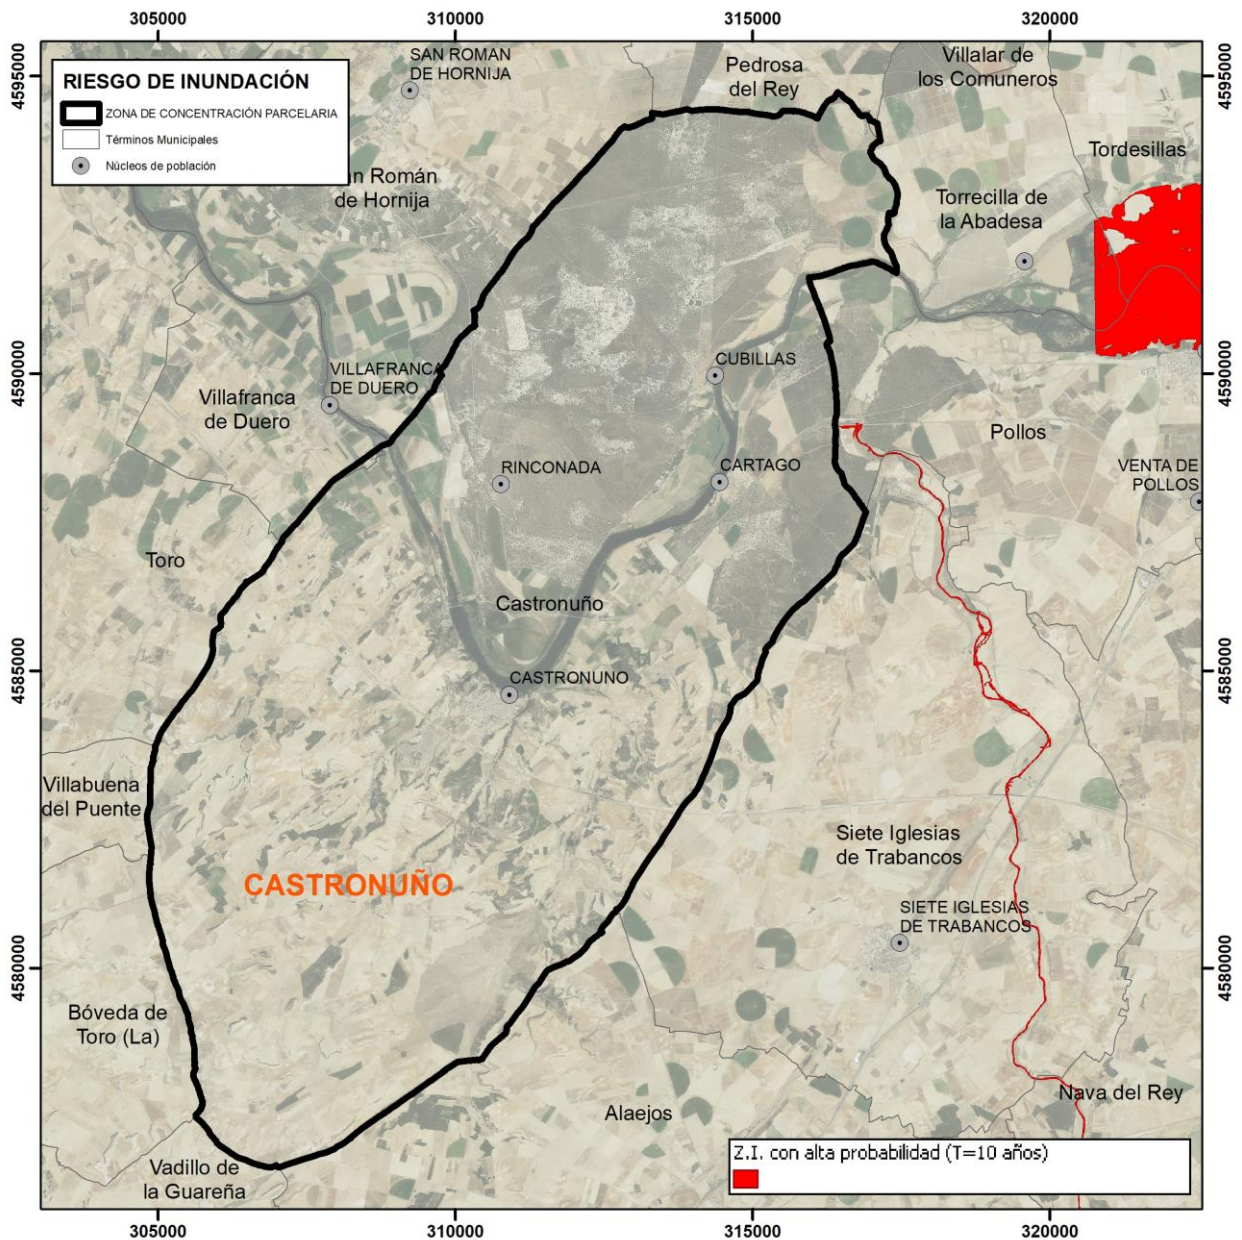 305000
310000
315000
320000
4595000
4595000
RIESGO DE INUNDACIÓN
ZONA DE CONCENTRACIÓN PARCELARIA
Términos Municipales
Núcleos de población
SAN ROMAN
DE HORNIJA
Pedrosa
del Rey
Villalar de
los Comuneros
Tordesillas
an Román
de Hornija
Torrecilla de
la Abadesa
4590000
4590000
VILLAFRANCA
DE DUERO
CUBILLAS
Villafranca
de Duero
Pollos
RINCONADA
CARTAGO
VENTA DE
POLLOS
Toro
Castronuño
4585000
4585000
CASTRONUNO
Villabuena
del Puente
Siete Iglesias
de Trabancos
CASTRONUÑO
SIETE IGLESIAS
DE TRABANCOS
4580000
4580000
Bóveda de
Toro (La)
Nava del Rey
Alaejos
Vadillo de
la Guareña
Z.I. con alta probabilidad (T=10 años)
305000
310000
315000
320000